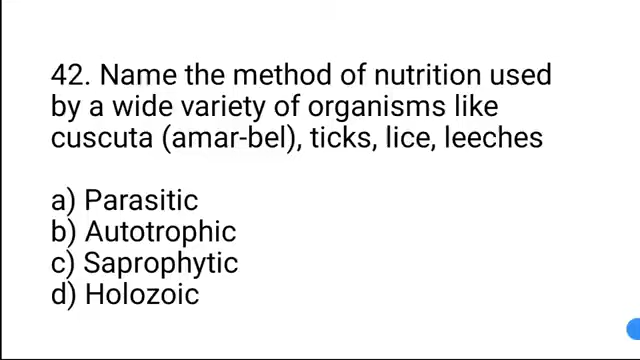 42. Name the method of nutrition used
by a wide variety of organisms like
cuscuta (amar-bel), ticks, lice, leeches
a) Parasitic
b) Autotrophic
c) Saprophytic
d) Holozoic